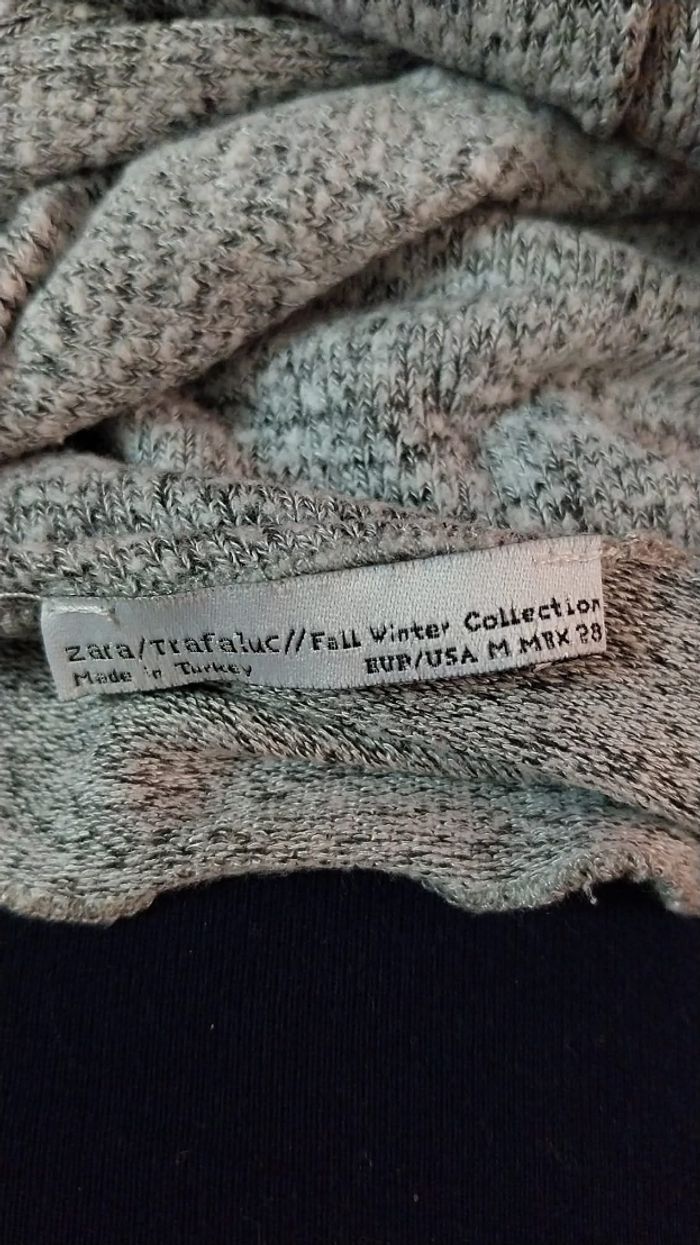 Zara/Trafaluc//Fall Winter Collection
Made in Turkey EUR/USA M MEX 28